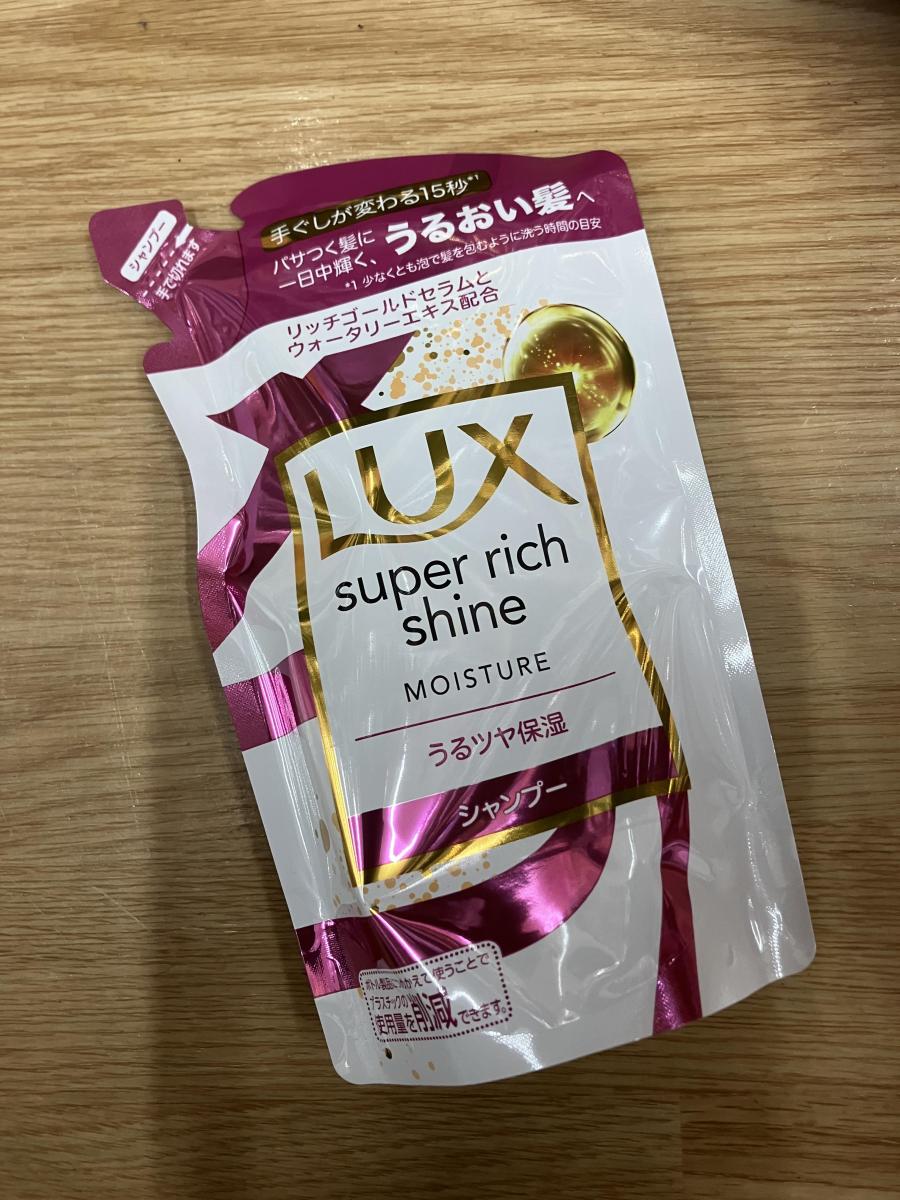 シャンプー
手で切れます
手ぐしが変わる15秒*1
パサつく髪に
一日中輝く、うるおい髪へ
*1 少なくとも泡で髪を包むように洗う時間の目安
リッチゴールドセラムと
ウォータリーエキス配合
LUX
super rich
shine
MOISTURE
うるツヤ保湿
シャンプー
ボトル製品につめかえて使うことで
プラスチックの
使用量を削減できます。